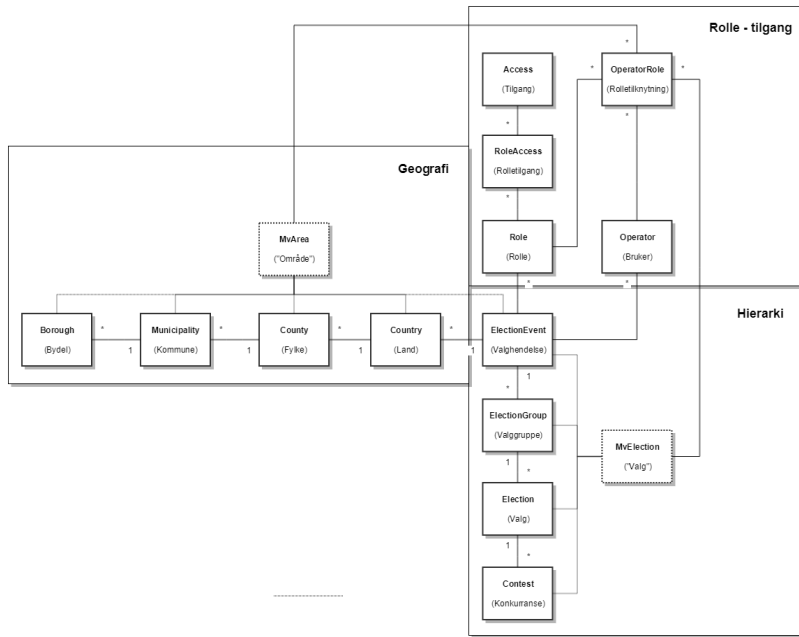 Rolle - tilgang
*
Access
(Tilgang)
*
OperatorRole
(Rolletilknytning)
*
*
*
RoleAccess
(Rolletilgang)
*
Geografi
*
Role
(Rolle)
Operator
(Bruker)
MvArea
("Område")
*
*
Hierarki
Borough
(Bydel)
*
1
Municipality
(Kommune)
*
1
County
(Fylke)
*
1
Country
(Land)
*
1
ElectionEvent
(Valghendelse)
1
*
ElectionGroup
(Valggruppe)
MvElection
("Valg")
1
*
Election
(Valg)
1
*
Contest
(Konkurranse)